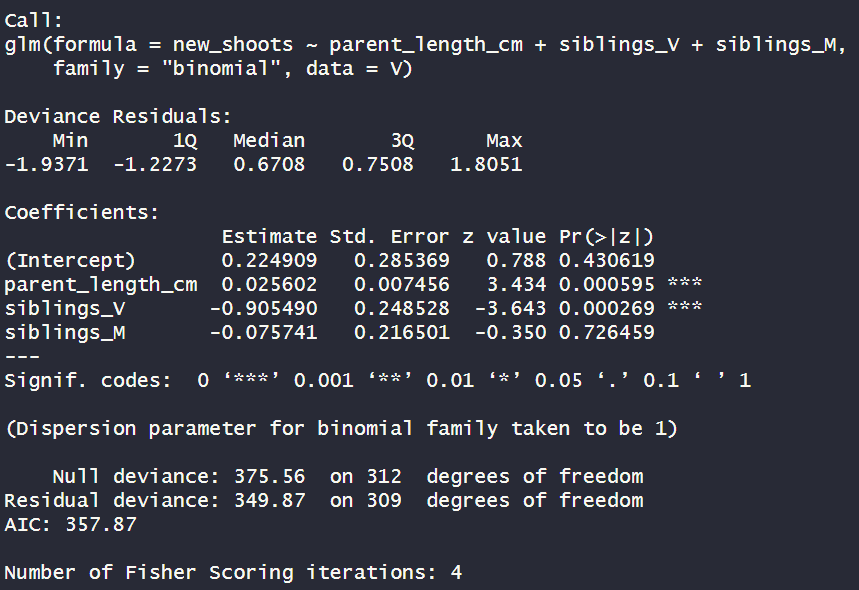 Call:
glm(formula = new_shoots ~ parent_length_cm + siblings_V + siblings_M,
    family = "binomial", data = V)

Deviance Residuals:
    Min       1Q   Median       3Q      Max
-1.9371  -1.2273   0.6708   0.7508   1.8051

Coefficients:
                  Estimate Std. Error z value Pr(>|z|)
(Intercept)       0.224909   0.285369   0.788 0.430619
parent_length_cm  0.025602   0.007456   3.434 0.000595 ***
siblings_V       -0.905490   0.248528  -3.643 0.000269 ***
siblings_M       -0.075741   0.216501  -0.350 0.726459
---
Signif. codes:  0 ‘***’ 0.001 ‘**’ 0.01 ‘*’ 0.05 ‘.’ 0.1 ‘ ’ 1

(Dispersion parameter for binomial family taken to be 1)

    Null deviance: 375.56  on 312  degrees of freedom
Residual deviance: 349.87  on 309  degrees of freedom
AIC: 357.87

Number of Fisher Scoring iterations: 4